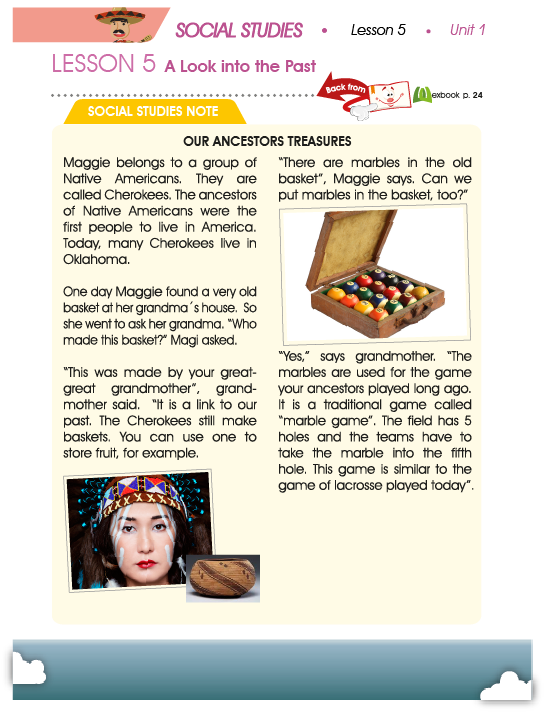 SOCIAL STUDIES • Lesson 5 • Unit 1
LESSON 5 A Look into the Past
Back from
exbook p. 24
SOCIAL STUDIES NOTE
OUR ANCESTORS TREASURES
Maggie belongs to a group of
Native Americans. They are
called Cherokees. The ancestors
of Native Americans were the
first people to live in America.
Today, many Cherokees live in
Oklahoma.
One day Maggie found a very old
basket at her grandma´s house. So
she went to ask her grandma. “Who
made this basket?” Magi asked.
“This was made by your great-
great grandmother”, grand-
mother said. “It is a link to our
past. The Cherokees still make
baskets. You can use one to
store fruit, for example.
“There are marbles in the old
basket”, Maggie says. Can we
put marbles in the basket, too?”
“Yes,” says grandmother. “The
marbles are used for the game
your ancestors played long ago.
It is a traditional game called
“marble game”. The field has 5
holes and the teams have to
take the marble into the fifth
hole. This game is similar to the
game of lacrosse played today”.